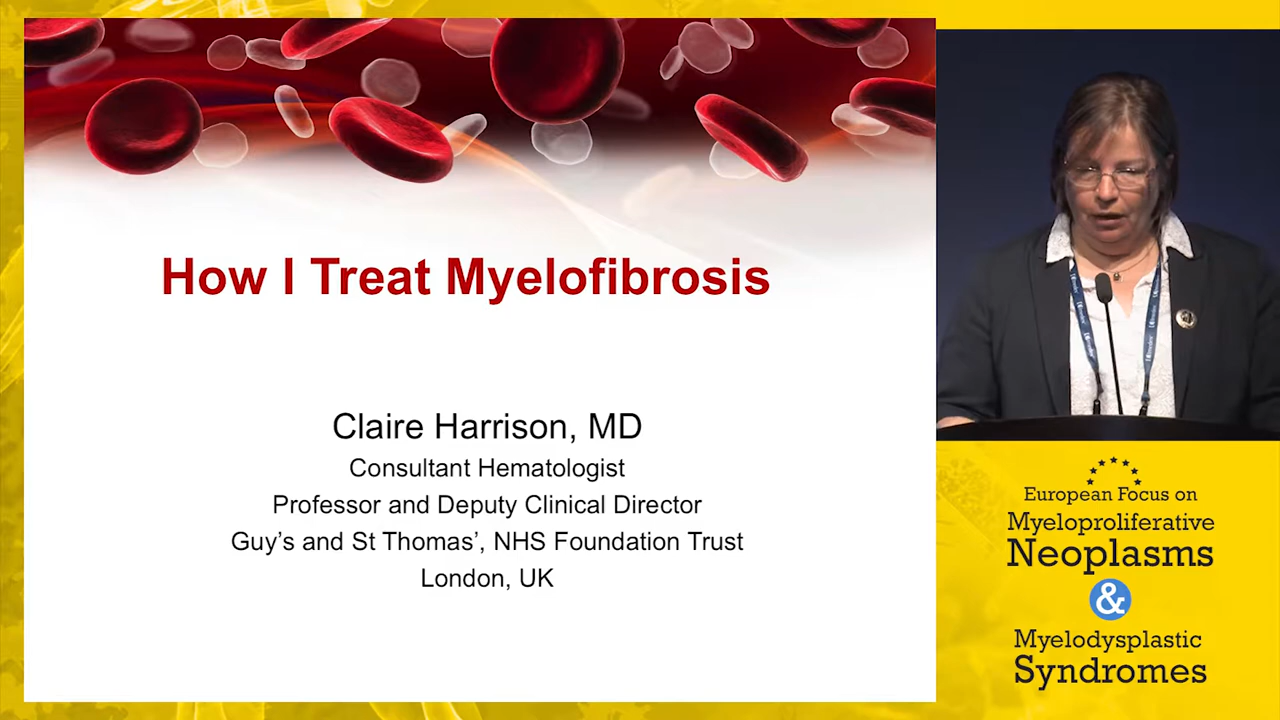 How I Treat Myelofibrosis
Claire Harrison, MD
Consultant Hematologist
Professor and Deputy Clinical Director
Guy’s and St Thomas’, NHS Foundation Trust
London, UK
European Focus on
Myeloproliferative
Neoplasms
&
Myelodysplastic
Syndromes